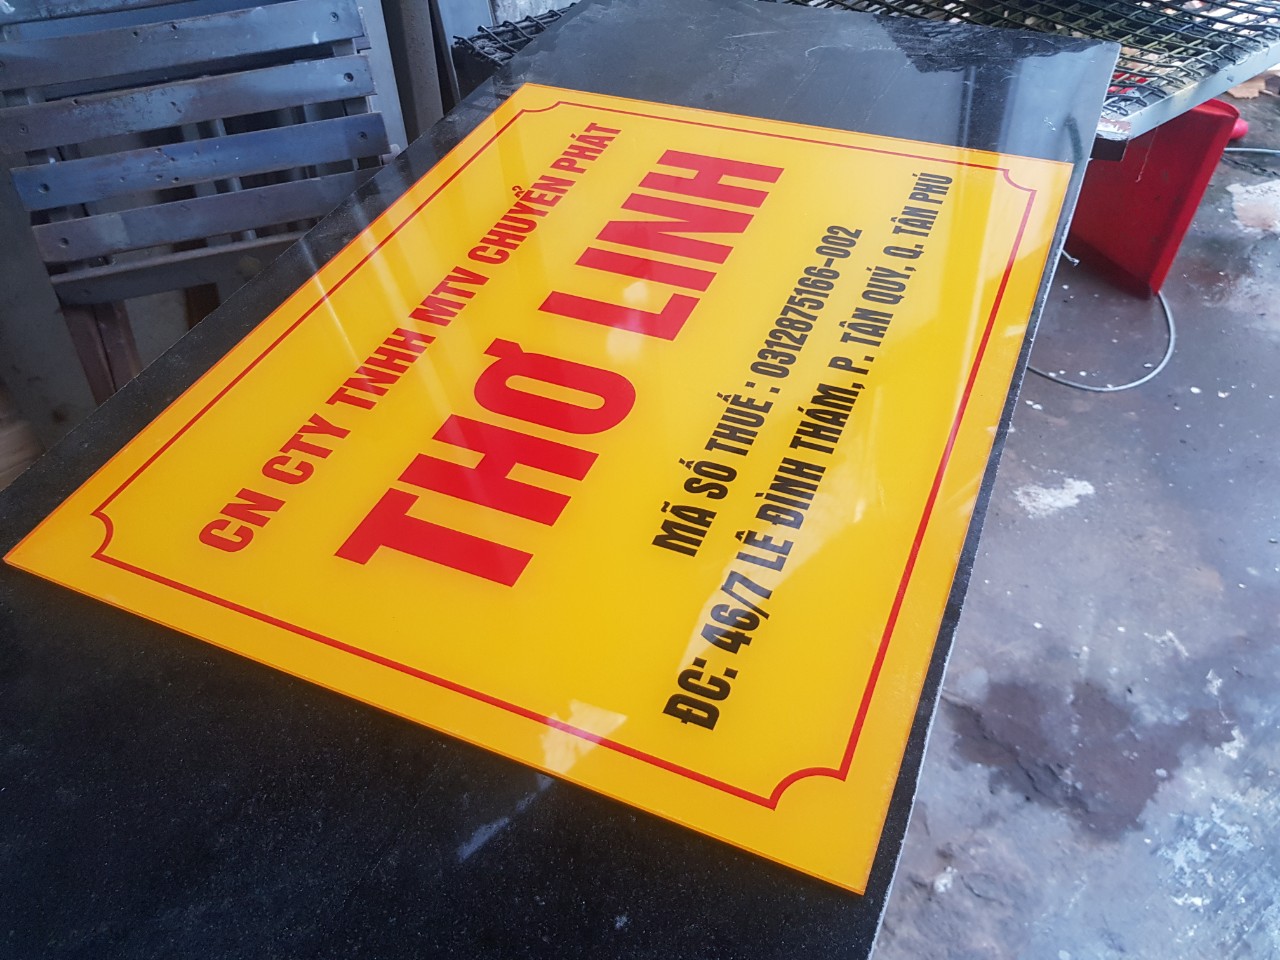 CN CTY TNHH MTV CHUYỂN PHÁT
THƠ LINH
MÃ SỐ THUẾ : 0312875166-002
ĐC: 46/7 LÊ ĐÌNH THÁM, P. TÂN QUÝ, Q. TÂN PHÚ